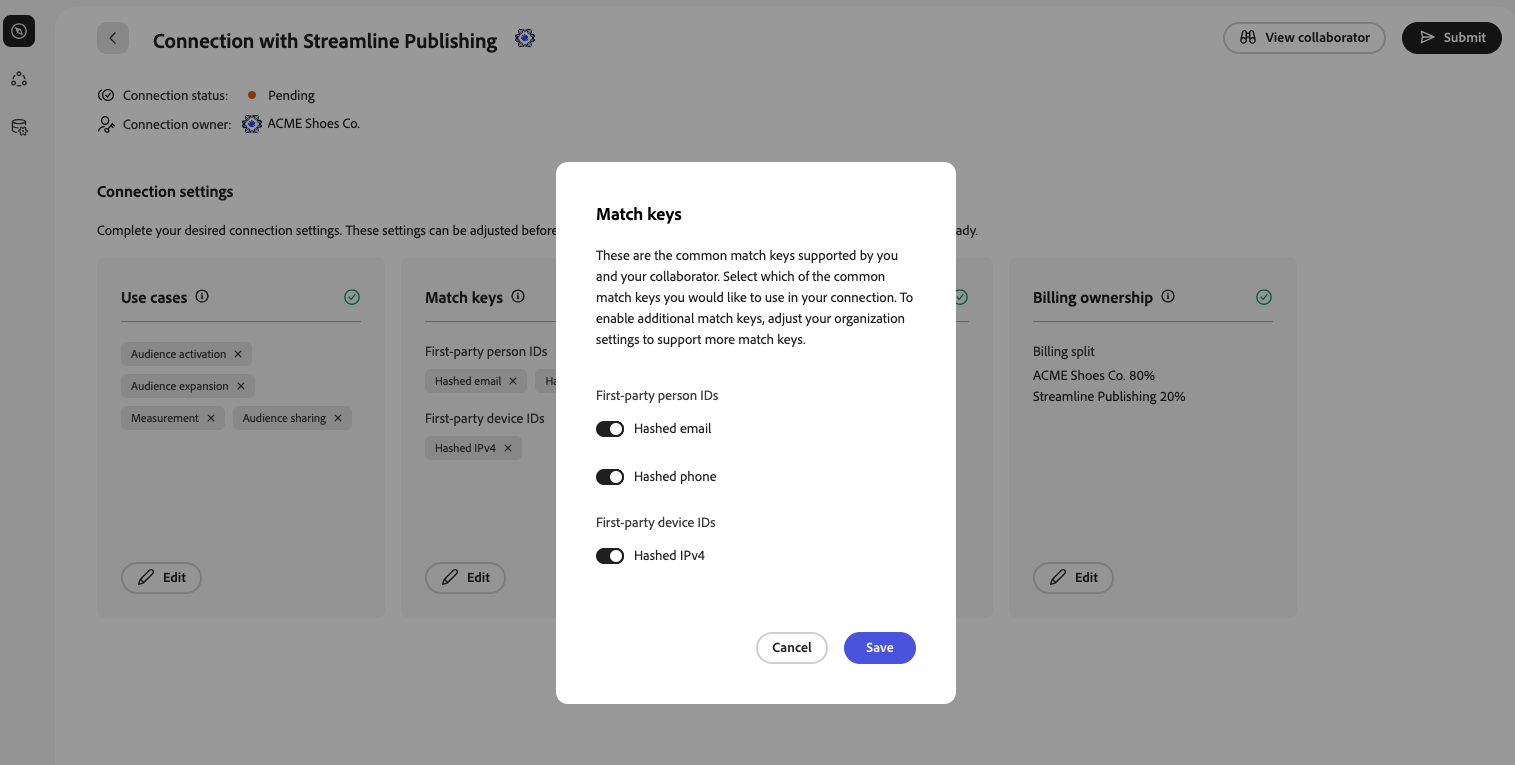 Connection with Streamline Publishing
View collaborator
Submit
Connection status: Pending
Connection owner: ACME Shoes Co.
Connection settings
Complete your desired connection settings. These settings can be adjusted before
Use cases
Audience activation
Audience expansion
Measurement Audience sharing
Edit
Match keys
First-party person IDs
Hashed email
First-party device IDs
Hashed IPv4
Edit
Match keys
These are the common match keys supported by you
and your collaborator. Select which of the common
match keys you would like to use in your connection. To
enable additional match keys, adjust your organization
settings to support more match keys.
First-party person IDs
Hashed email
Hashed phone
First-party device IDs
Hashed IPv4
Cancel Save
Billing ownership
Billing split
ACME Shoes Co. 80%
Streamline Publishing 20%
Edit